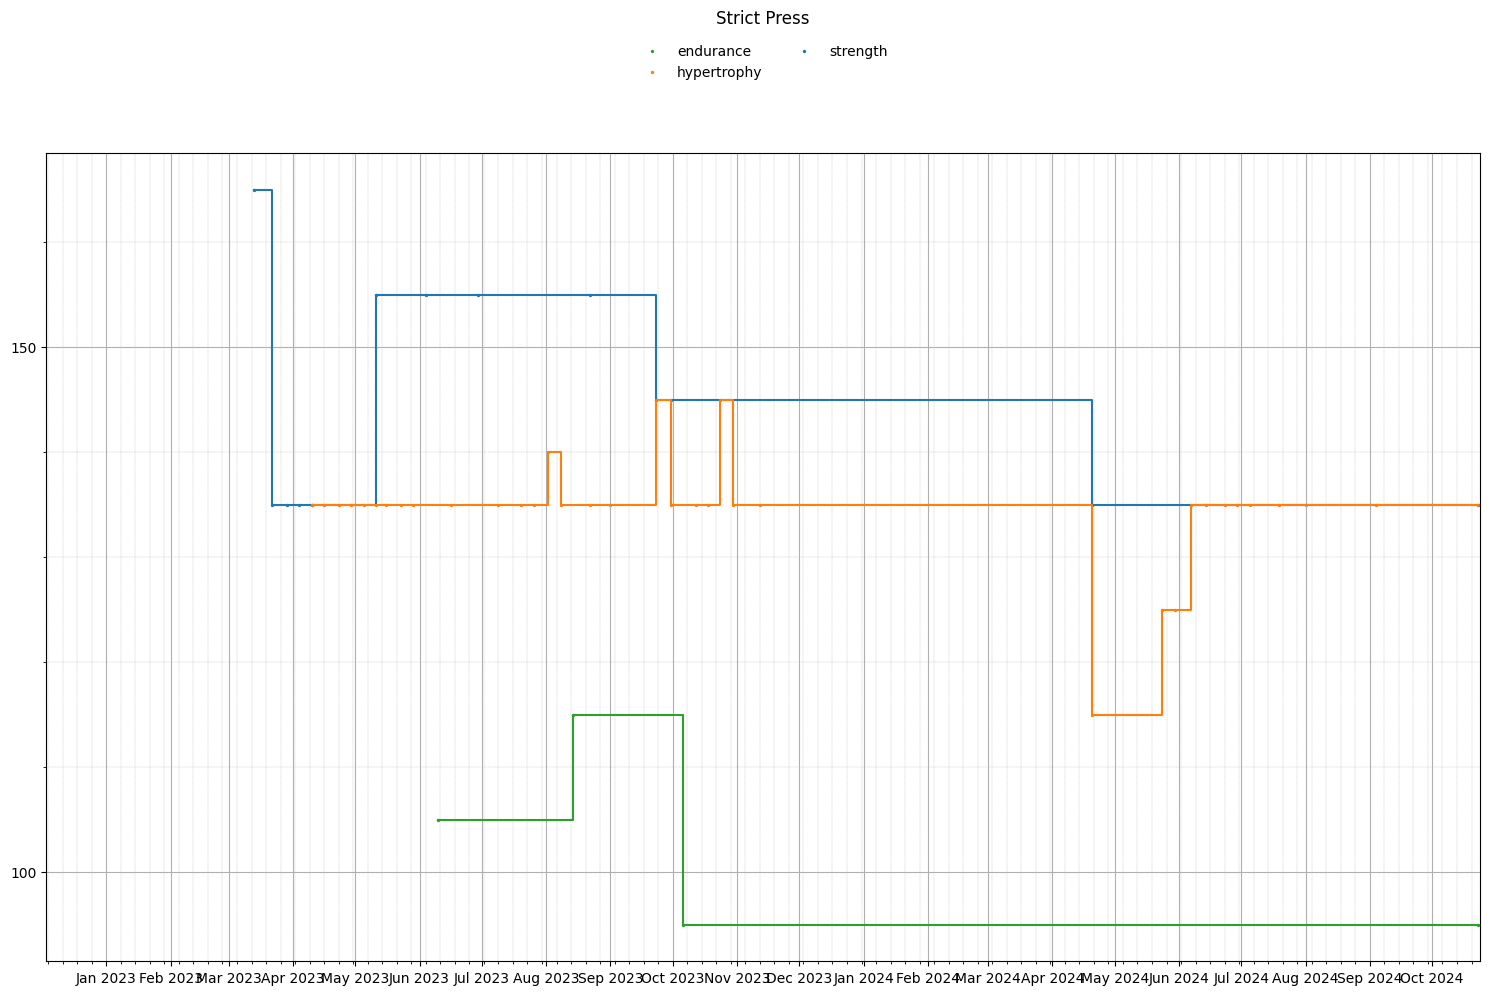 Strict Press
endurance strength
hypertrophy
150
100
Jan 2023 Feb 2023 Mar 2023 Apr 2023 May 2023 Jun 2023 Jul 2023 Aug 2023 Sep 2023 Oct 2023 Nov 2023 Dec 2023 Jan 2024 Feb 2024 Mar 2024 Apr 2024 May 2024 Jun 2024 Jul 2024 Aug 2024 Sep 2024 Oct 2024